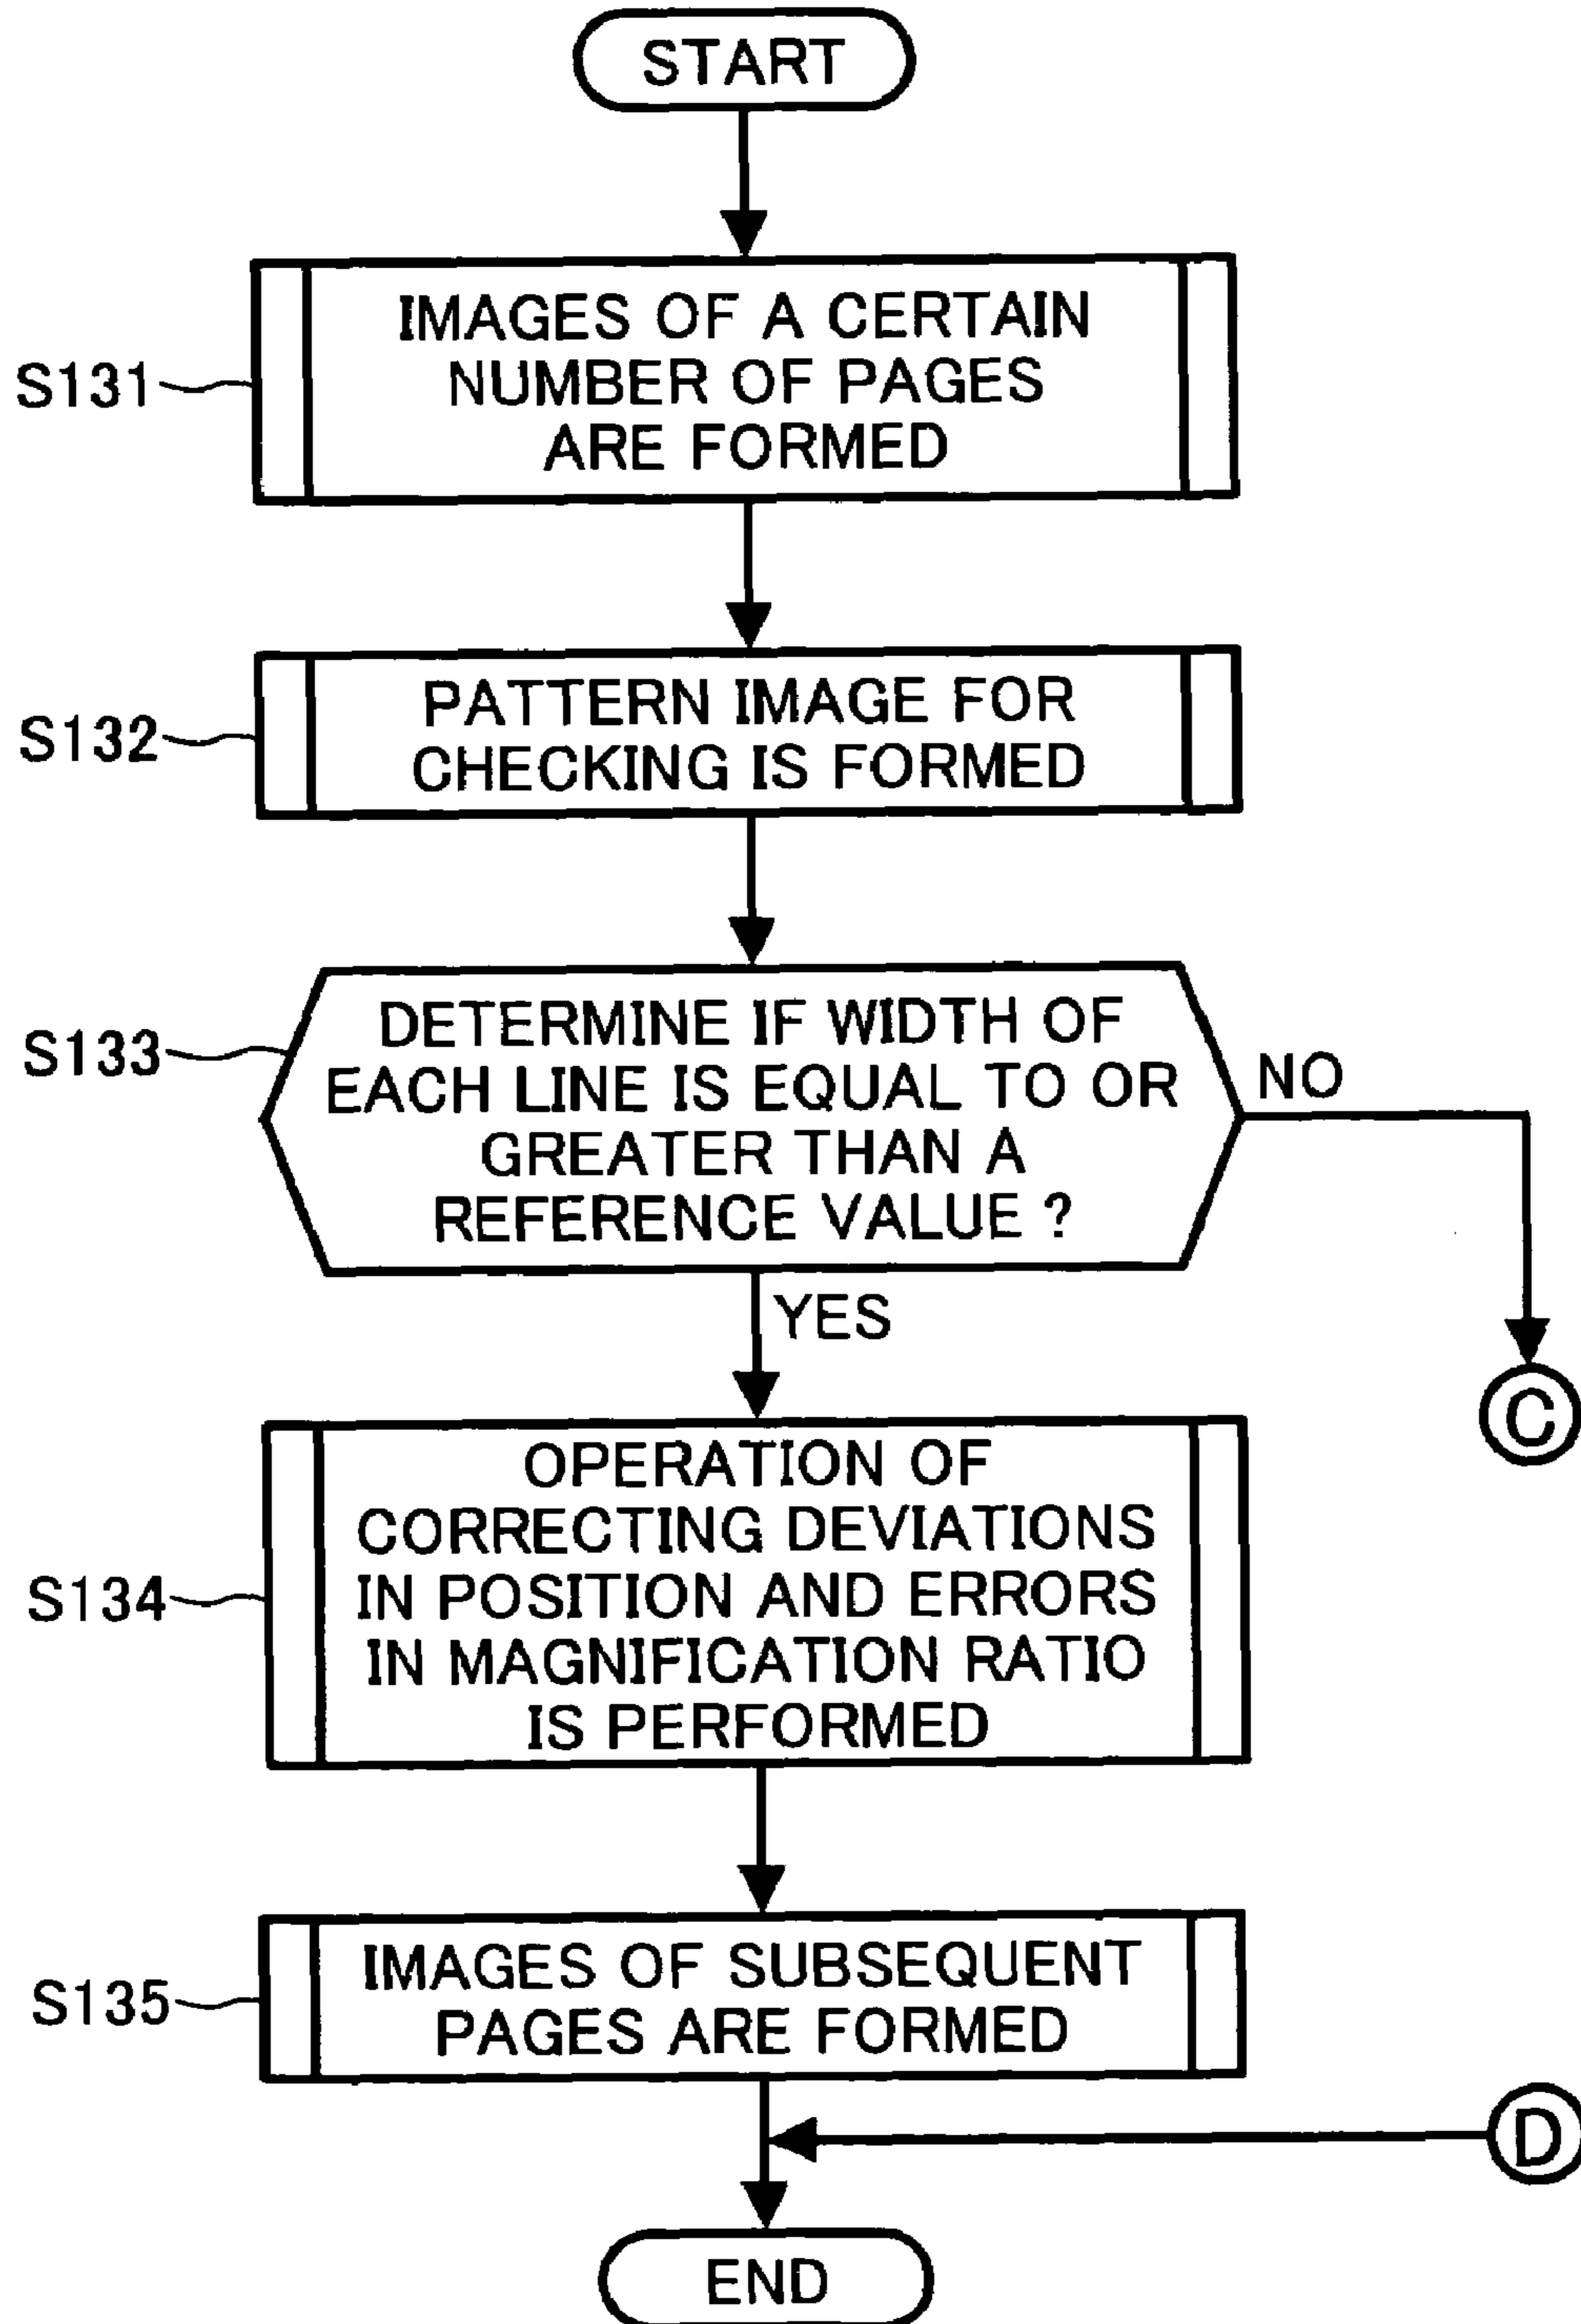 START
S131
IMAGES OF A CERTAIN
NUMBER OF PAGES
ARE FORMED
S132
PATTERN IMAGE FOR
CHECKING IS FORMED
S133
DETERMINE IF WIDTH OF
EACH LINE IS EQUAL TO OR
GREATER THAN A
REFERENCE VALUE ?
NO
YES
C
S134
OPERATION OF
CORRECTING DEVIATIONS
IN POSITION AND ERRORS
IN MAGNIFICATION RATIO
IS PERFORMED
S135
IMAGES OF SUBSEQUENT
PAGES ARE FORMED
D
END